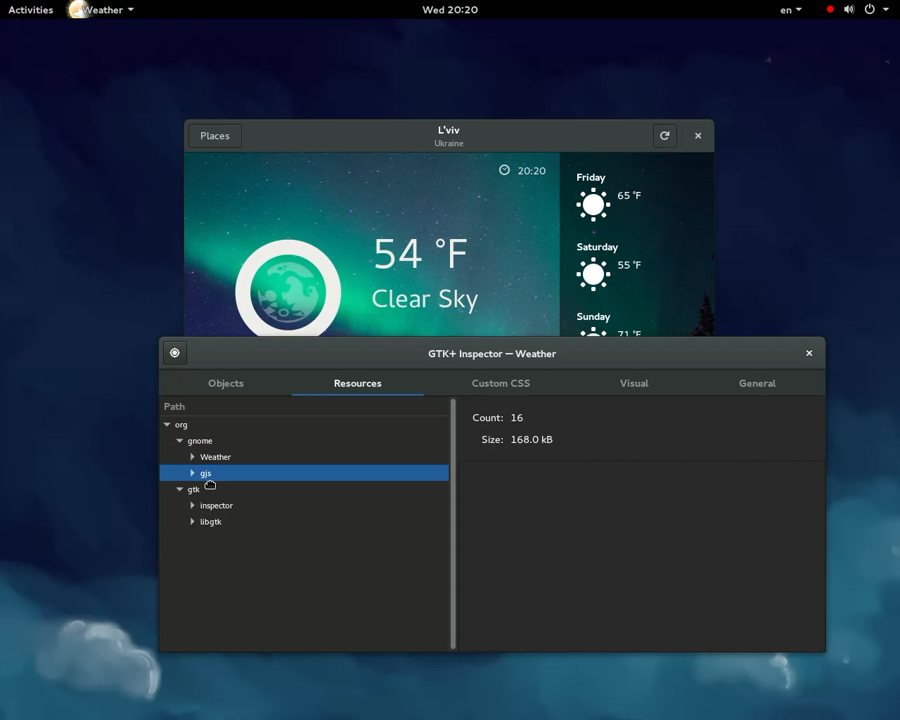 Activities Weather Wed 20:20 en
Places L'viv
Ukraine
20:20
54 °F
Clear Sky
Friday
65 °F
Saturday
55 °F
Sunday
71 °F
GTK+ Inspector — Weather
Objects Resources Custom CSS Visual General
Path
org
gnome
Weather
gjs
gtk
inspector
libgtk
Count: 16
Size: 168.0 kB